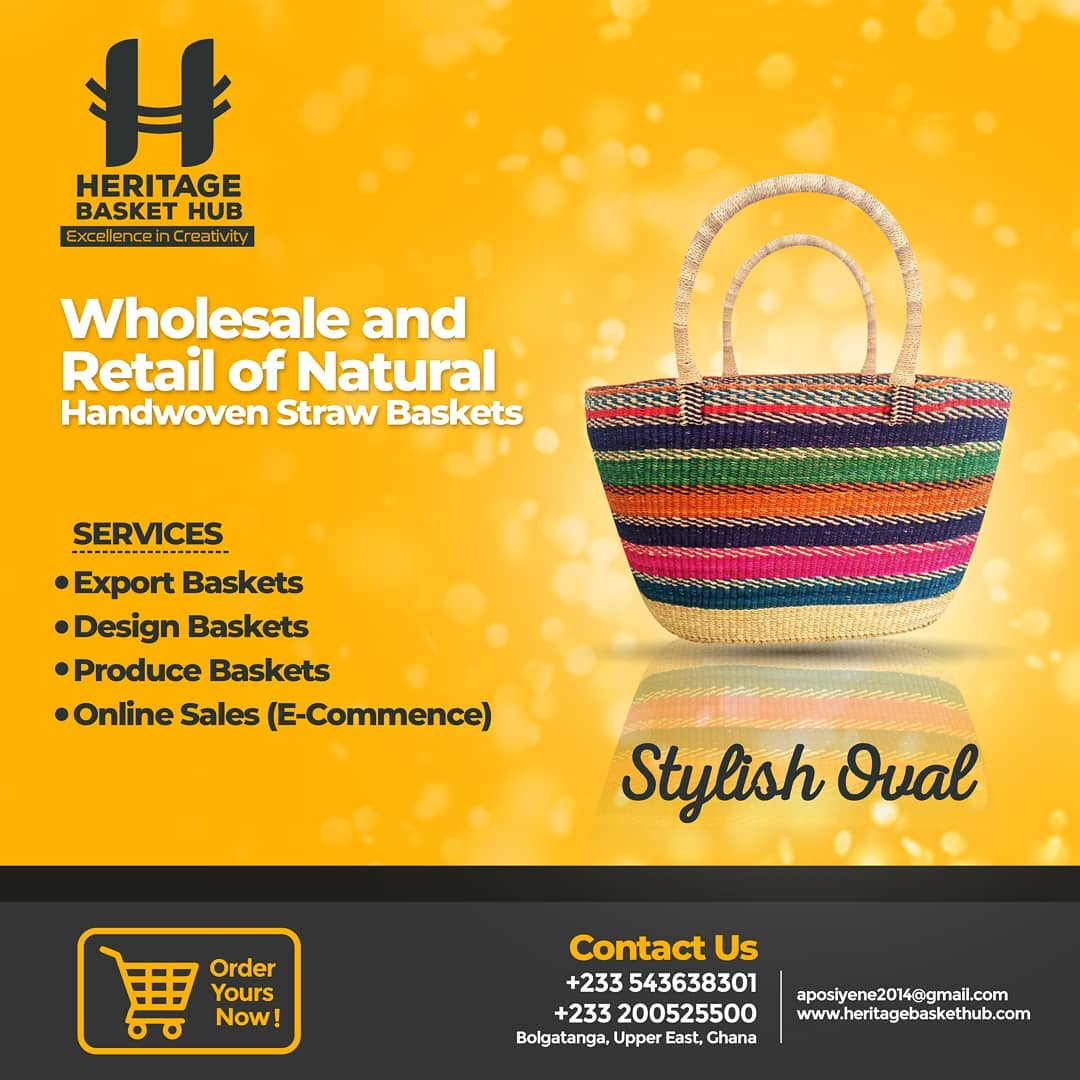 HERITAGE
BASKET HUB
Excellence in Creativity
Wholesale and
Retail of Natural
Handwoven Straw Baskets
SERVICES
• Export Baskets
• Design Baskets
• Produce Baskets
• Online Sales (E-Commence)
Stylish Oval
Order
Yours
Now!
Contact Us
+233 543638301
+233 200525500
Bolgatanga, Upper East, Ghana
aposiyene2014@gmail.com
www.heritagebaskethub.com